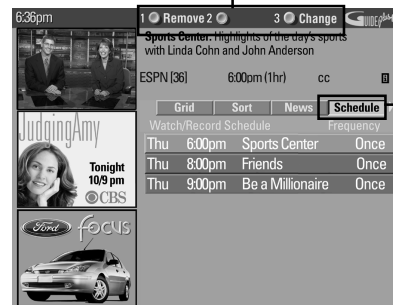 6:36pm
1 Remove 2 3 Change GUIDE Plus+
Sports Center: Highlights of the day's sports
with Linda Cohn and John Anderson
ESPN [36] 6:00pm (1hr) cc
Grid Sort News Schedule
Watch/Record Schedule Frequency
Thu 6:00pm Sports Center Once
Thu 8:00pm Friends Once
Thu 9:00pm Be a Millionaire Once
JudgingAmy
Tonight
10/9 pm
CBS
Ford focus